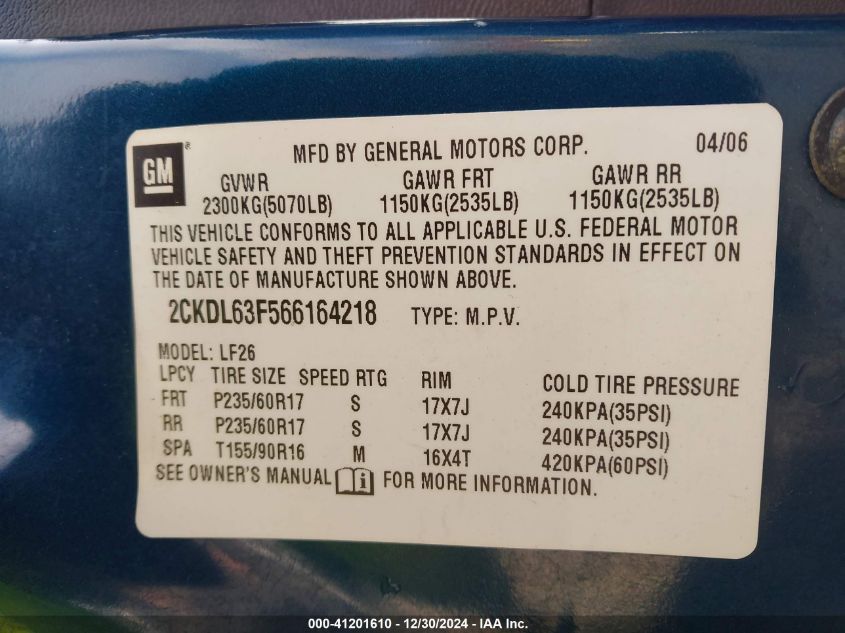 GM
MFD BY GENERAL MOTORS CORP. 04/06
GVWR GAWR FRT GAWR RR
2300KG(5070LB) 1150KG(2535LB) 1150KG(2535LB)
THIS VEHICLE CONFORMS TO ALL APPLICABLE U.S. FEDERAL MOTOR
VEHICLE SAFETY AND THEFT PREVENTION STANDARDS IN EFFECT ON
THE DATE OF MANUFACTURE SHOWN ABOVE.
2CKDL63F566164218 TYPE: M.P.V.
MODEL: LF26
LPCY TIRE SIZE SPEED RTG RIM COLD TIRE PRESSURE
FRT P235/60R17 S 17X7J 240KPA(35PSI)
RR P235/60R17 S 17X7J 240KPA(35PSI)
SPA T155/90R16 M 16X4T 420KPA(60PSI)
SEE OWNER'S MANUAL i FOR MORE INFORMATION.
000-41201610 - 12/30/2024 - IAA Inc.